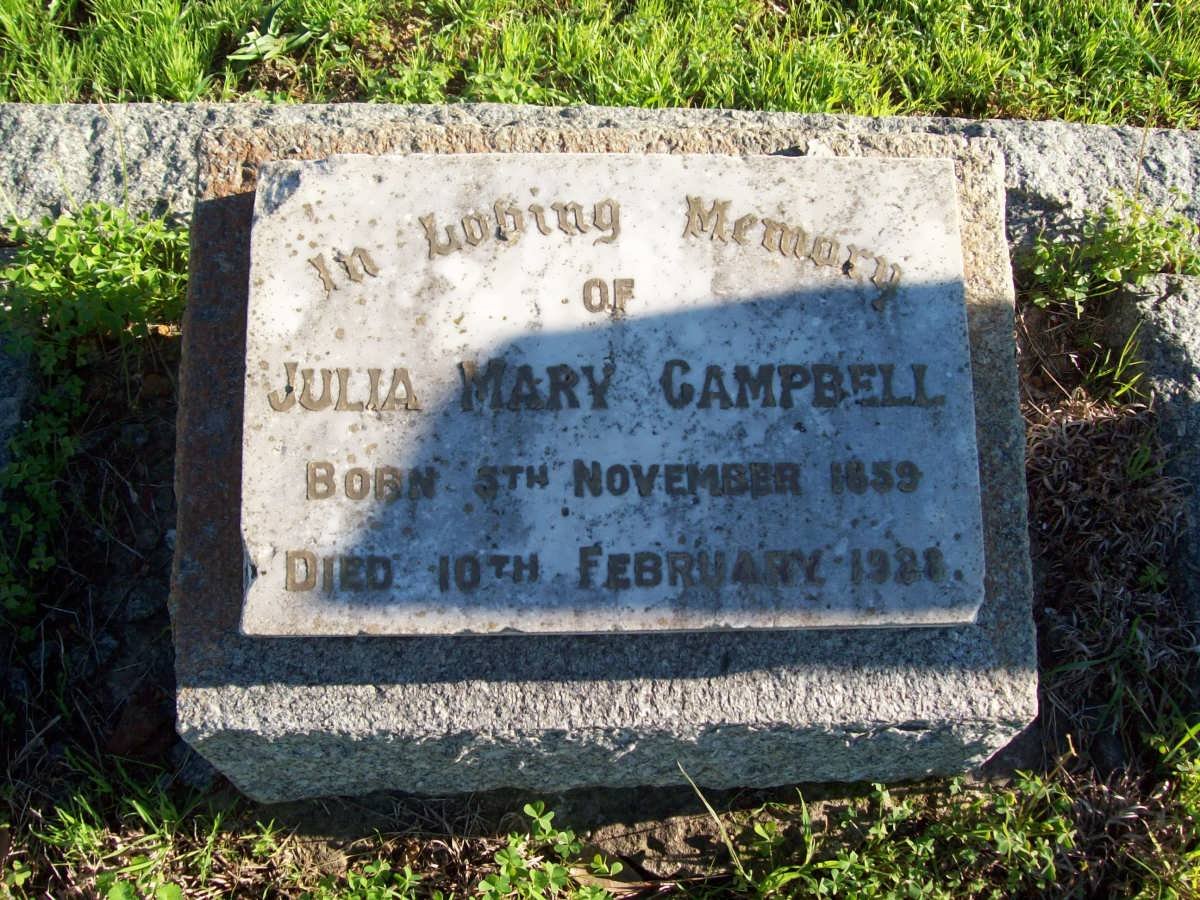 In Loving Memory
OF
JULIA MARY CAMPBELL
BORN 5TH NOVEMBER 1859
DIED 10TH FEBRUARY 1928.